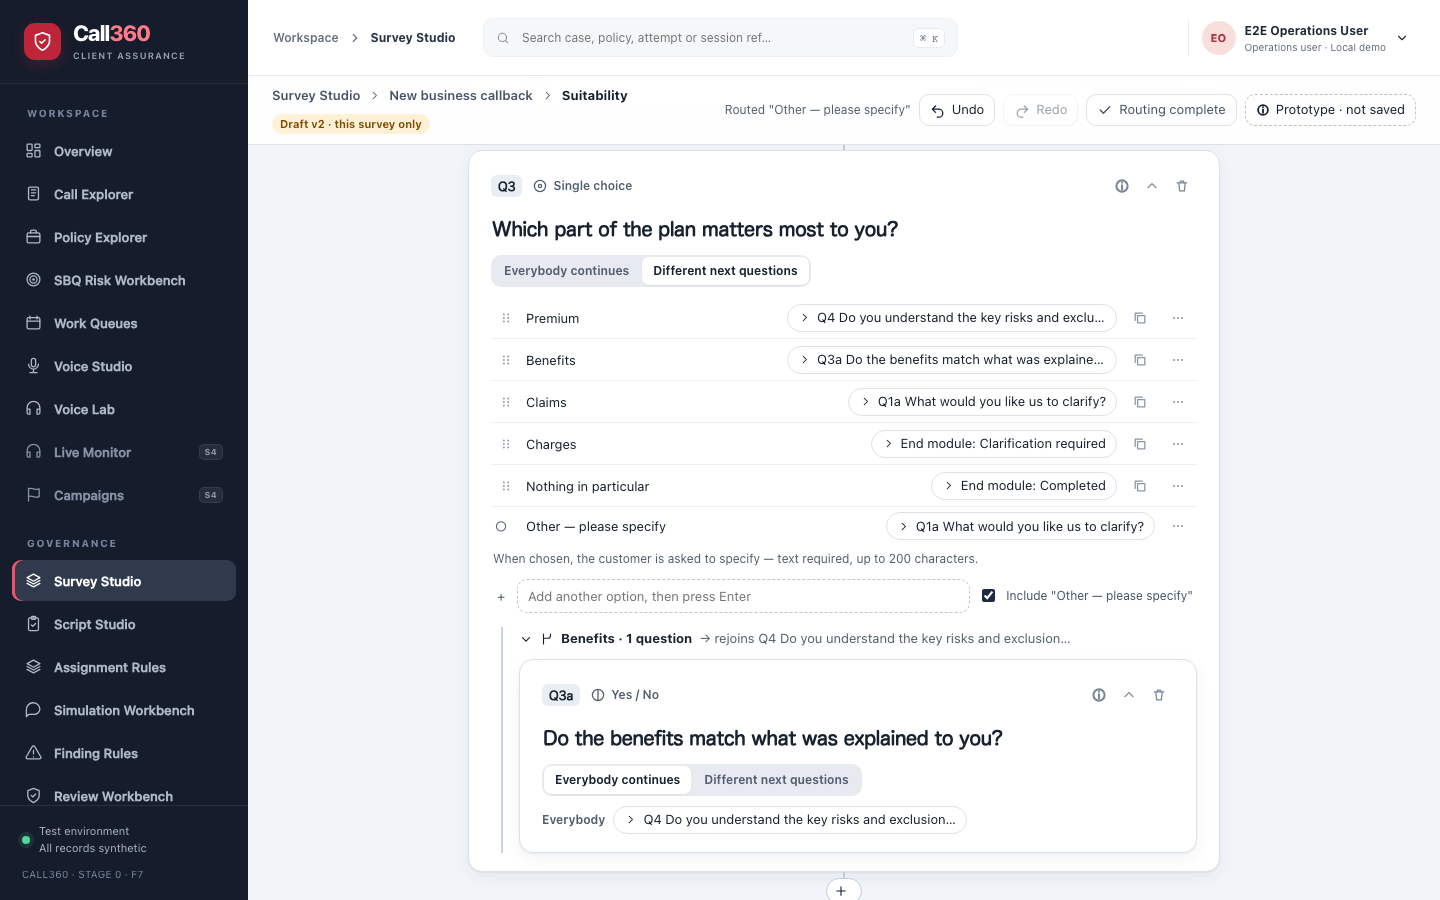 Call360
CLIENT ASSURANCE
WORKSPACE
Overview
Call Explorer
Policy Explorer
SBQ Risk Workbench
Work Queues
Voice Studio
Voice Lab
Live Monitor S4
Campaigns S4
GOVERNANCE
Survey Studio
Script Studio
Assignment Rules
Simulation Workbench
Finding Rules
Review Workbench
Test environment
All records synthetic
CALL360 · STAGE 0 · F7
Workspace > Survey Studio
Search case, policy, attempt or session ref...
⌘ K
EO
E2E Operations User
Operations user · Local demo
Survey Studio > New business callback > Suitability
Draft v2 · this survey only
Routed "Other — please specify"
Undo
Redo
Routing complete
Prototype · not saved
Q3 Single choice
Which part of the plan matters most to you?
Everybody continues Different next questions
Premium > Q4 Do you understand the key risks and exclu...
Benefits > Q3a Do the benefits match what was explaine...
Claims > Q1a What would you like us to clarify?
Charges > End module: Clarification required
Nothing in particular > End module: Completed
Other — please specify > Q1a What would you like us to clarify?
When chosen, the customer is asked to specify — text required, up to 200 characters.
+ Add another option, then press Enter
Include "Other — please specify"
Benefits · 1 question → rejoins Q4 Do you understand the key risks and exclusion...
Q3a Yes / No
Do the benefits match what was explained to you?
Everybody continues Different next questions
Everybody > Q4 Do you understand the key risks and exclusion...
+